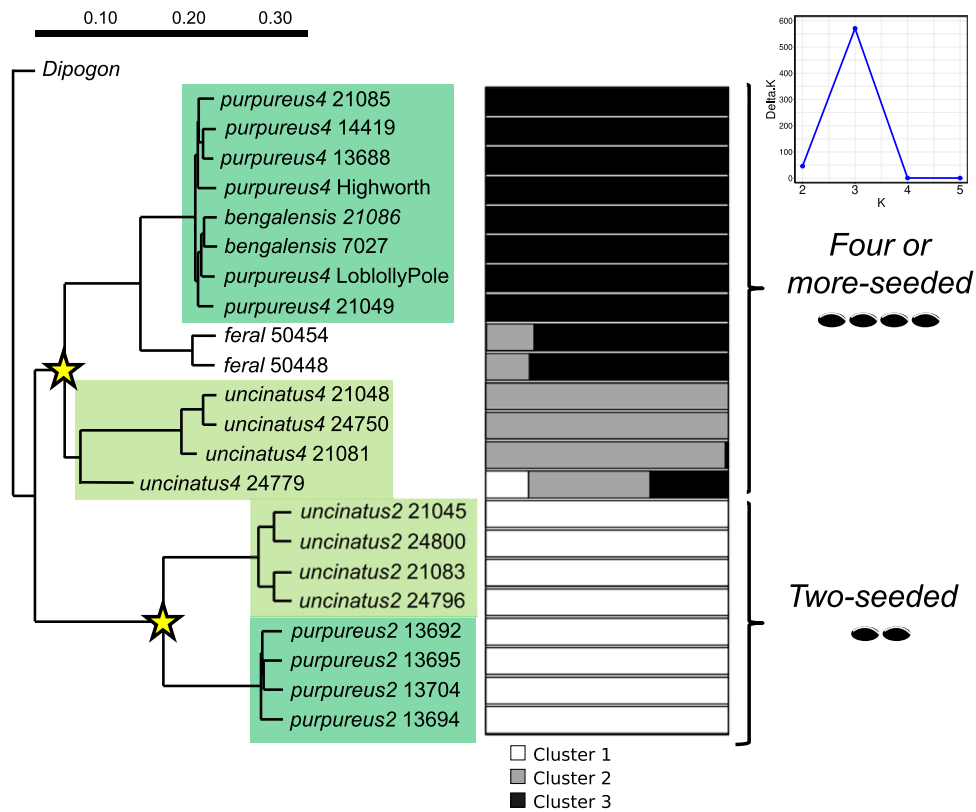 0.10 0.20
Dipogon
purpureus4 21085
purpureus4 14419
purpureus4 13688
purpureus4 Highworth
bengalensis 21086
bengalensis 7027
purpureus4 LoblollyPole
purpureus4 21049
feral 50454
feral 50448
uncinatus4 21048
uncinatus4 24750
uncinatus4 21081
uncinatus4 24779
uncinatus2 21045
uncinatus2 24800
uncinatus2 21083
uncinatus2 24796
purpureus2 13692
purpureus2 13695
purpureus2 13704
purpureus2 13694
Cluster 1
Cluster 2
Cluster 3
600
500
400
300
200
100
0
Delta.K
2 3 4 5
K
Four or
more-seeded
Two-seeded